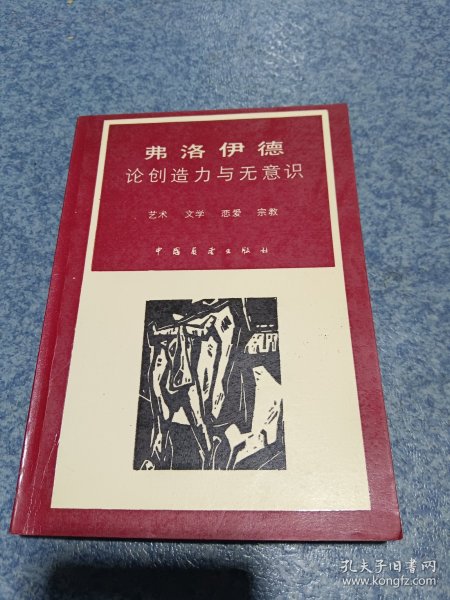 弗洛伊德
论创造力与无意识
艺术 文学 恋爱 宗教
中国展望出版社
孔夫子旧书网
www.kongfz.com